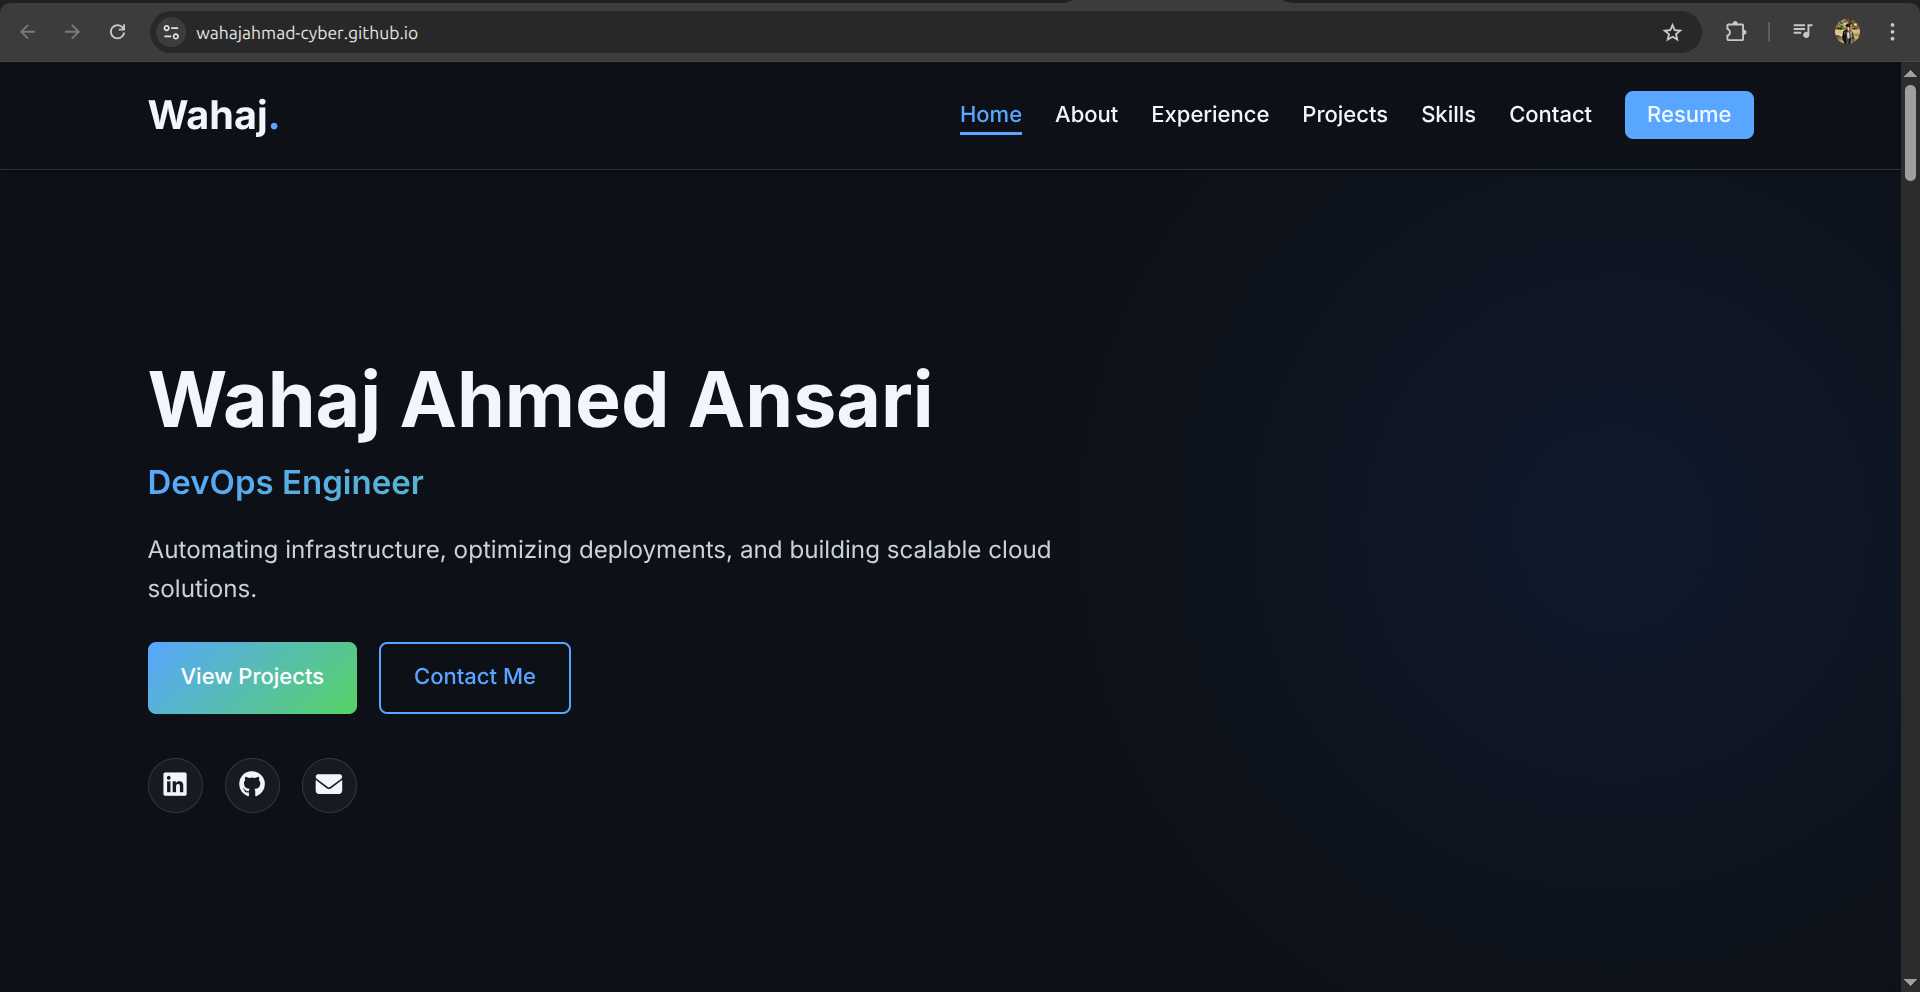 wahajahmad-cyber.github.io
Wahaj.
Home About Experience Projects Skills Contact Resume
Wahaj Ahmed Ansari
DevOps Engineer
Automating infrastructure, optimizing deployments, and building scalable cloud
solutions.
View Projects Contact Me
in